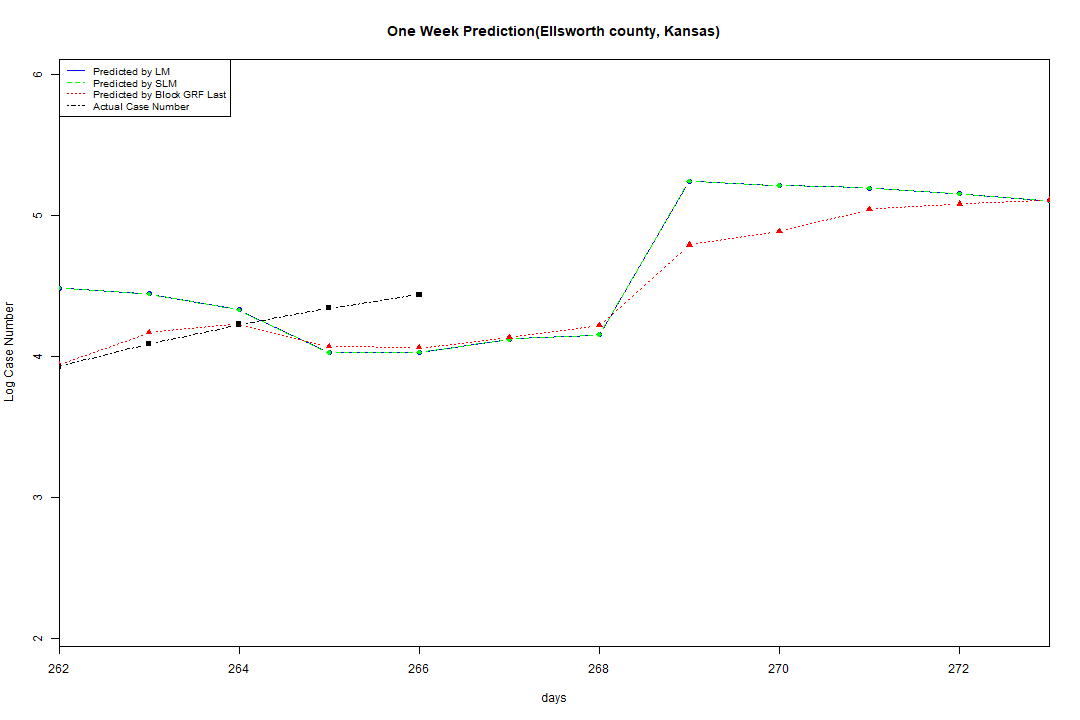 One Week Prediction(Ellsworth county, Kansas)
Predicted by LM
Predicted by SLM
Predicted by Block GRF Last
Actual Case Number
6
5
4
3
2
Log Case Number
262
264
266
268
270
272
days